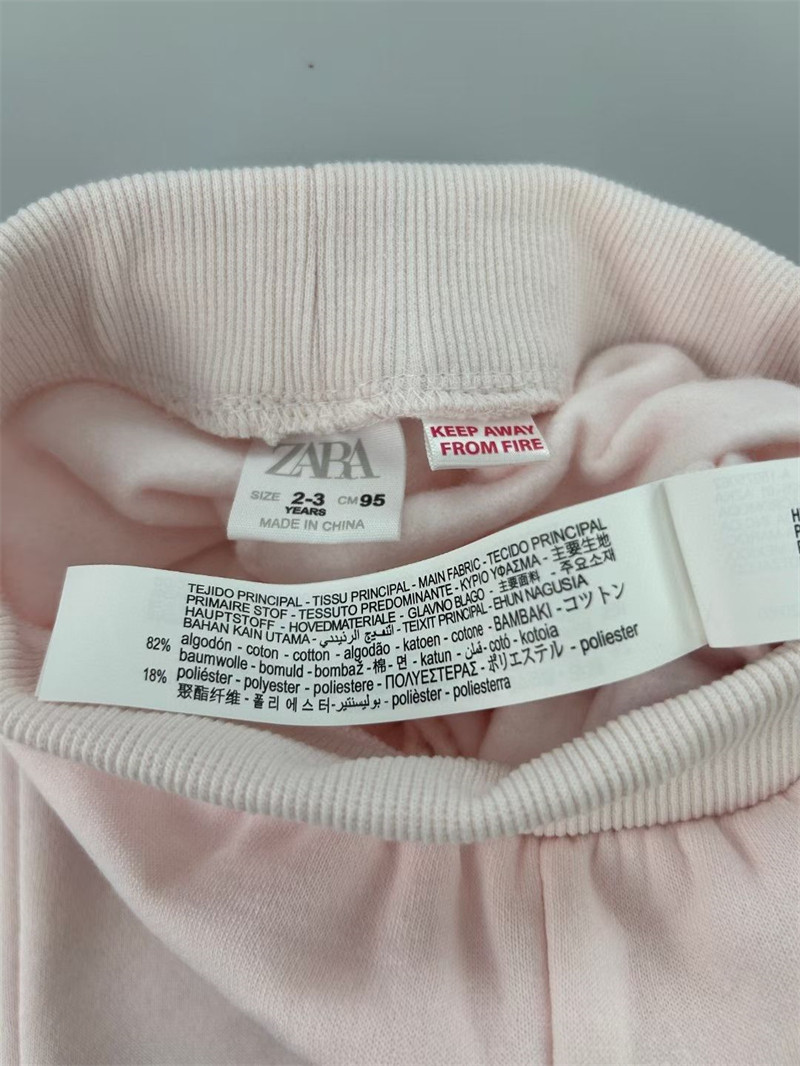 ZARA
SIZE 2-3 YEARS CM 95
MADE IN CHINA
KEEP AWAY
FROM FIRE
TEJIDO PRINCIPAL - TISSU PRINCIPAL - MAIN FABRIC - TECIDO PRINCIPAL
PRIMAIRE STOF - TESSUTO PREDOMINANTE - ΚΥΡΙΟ ΥΦΑΣΜΑ - 主要生地
HAUPTSTOFF - HOVEDMATERIALE - GLAVNO BLAGO - 主要面料 - 주요소재
BAHAN KAIN UTAMA - النسيج الرئيسي - TEIXIT PRINCIPAL - EHUN NAGUSIA
82% algodón - coton - cotton - algodão - katoen - cotone - BAMBAKI - コットン
baumwolle - bomuld - bombaž - 棉 - 면 - katun - قطن - cotó - kotoia
18% poliéster - polyester - poliestere - ΠΟΛΥΕΣΤΕΡΑΣ - ポリエステル - poliester
聚酯纤维 - 폴리에스터 - بوليستير - polièster - poliesterra